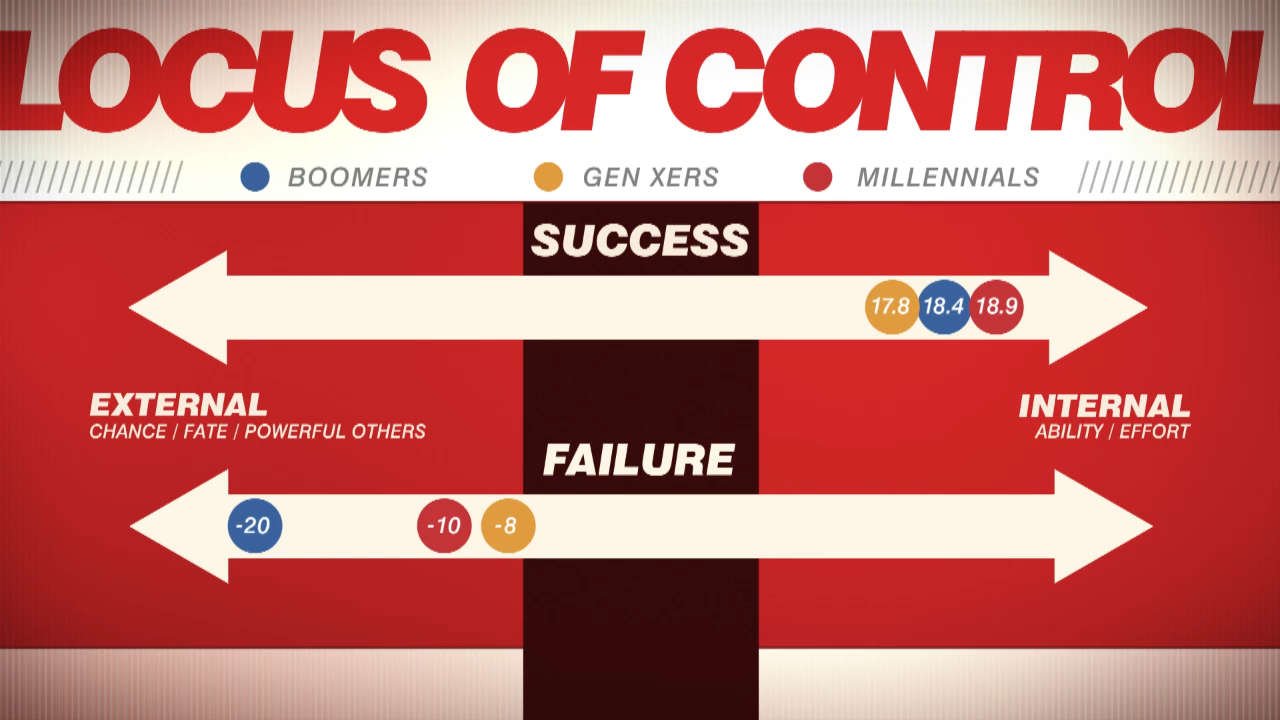 LOCUS OF CONTROL
BOOMERS GEN XERS MILLENNIALS
SUCCESS
17.8 18.4 18.9
EXTERNAL
CHANCE / FATE / POWERFUL OTHERS
INTERNAL
ABILITY / EFFORT
FAILURE
-20 -10 -8